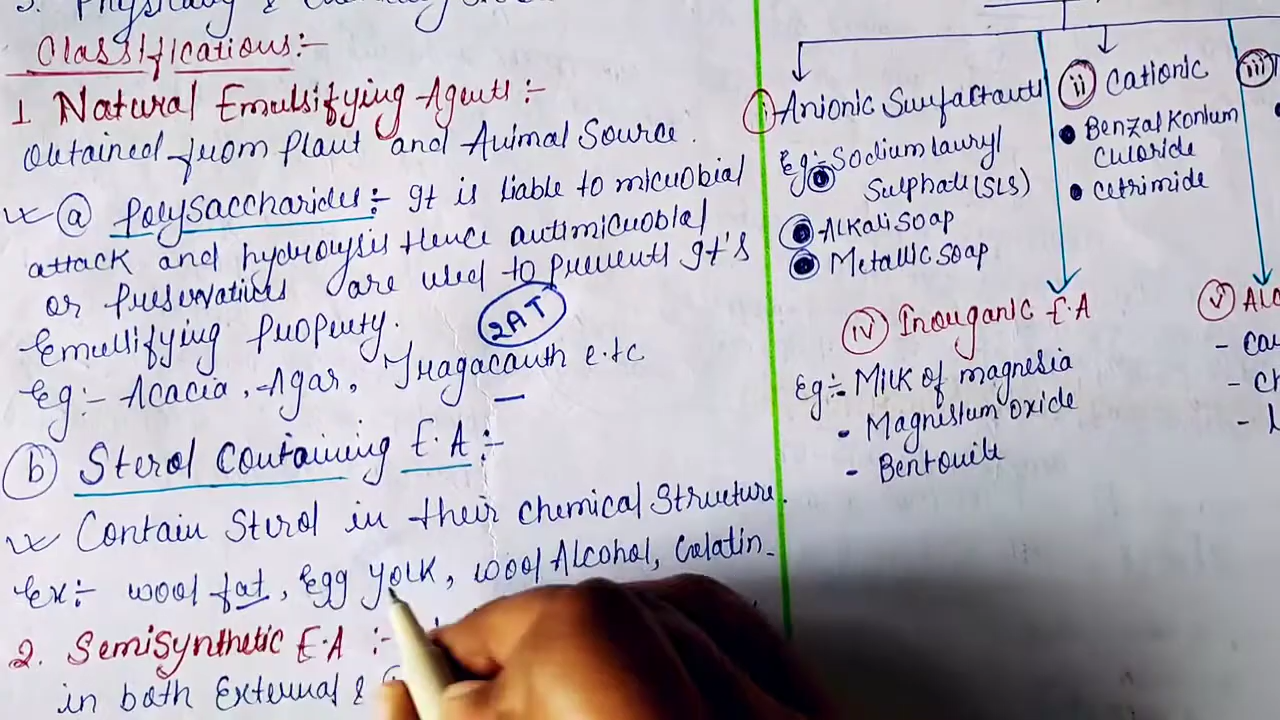 Classifications:-
1 Natural Emulsifying Agents:-
Obtained from Plant and Animal Source.
(a) Polysaccharides:- It is liable to microbial
attack and hydrolysis Hence antimicrobial
or Preservatives are used to prevents It's
Emulsifying Property.
2AT
Eg:- Acacia, Agar, Tragacanth e.tc
(b) Sterol containing E.A:-
Contain Sterol in their chemical Structure.
Ex:- wool fat, Egg yolk, wool Alcohol, Gelatin
2. Semisynthetic E.A:-
in both External &
(i) Anionic Surfactants
Eg:- Sodium lauryl
Sulphate (SLS)
Alkali Soap
Metallic Soap
(ii) Cationic
Benzalkonium
Chloride
Cetrimide
(iii)
(iv) Inorganic E.A
Eg:- Milk of magnesia
- Magnesium oxide
- Bentonite
(v)